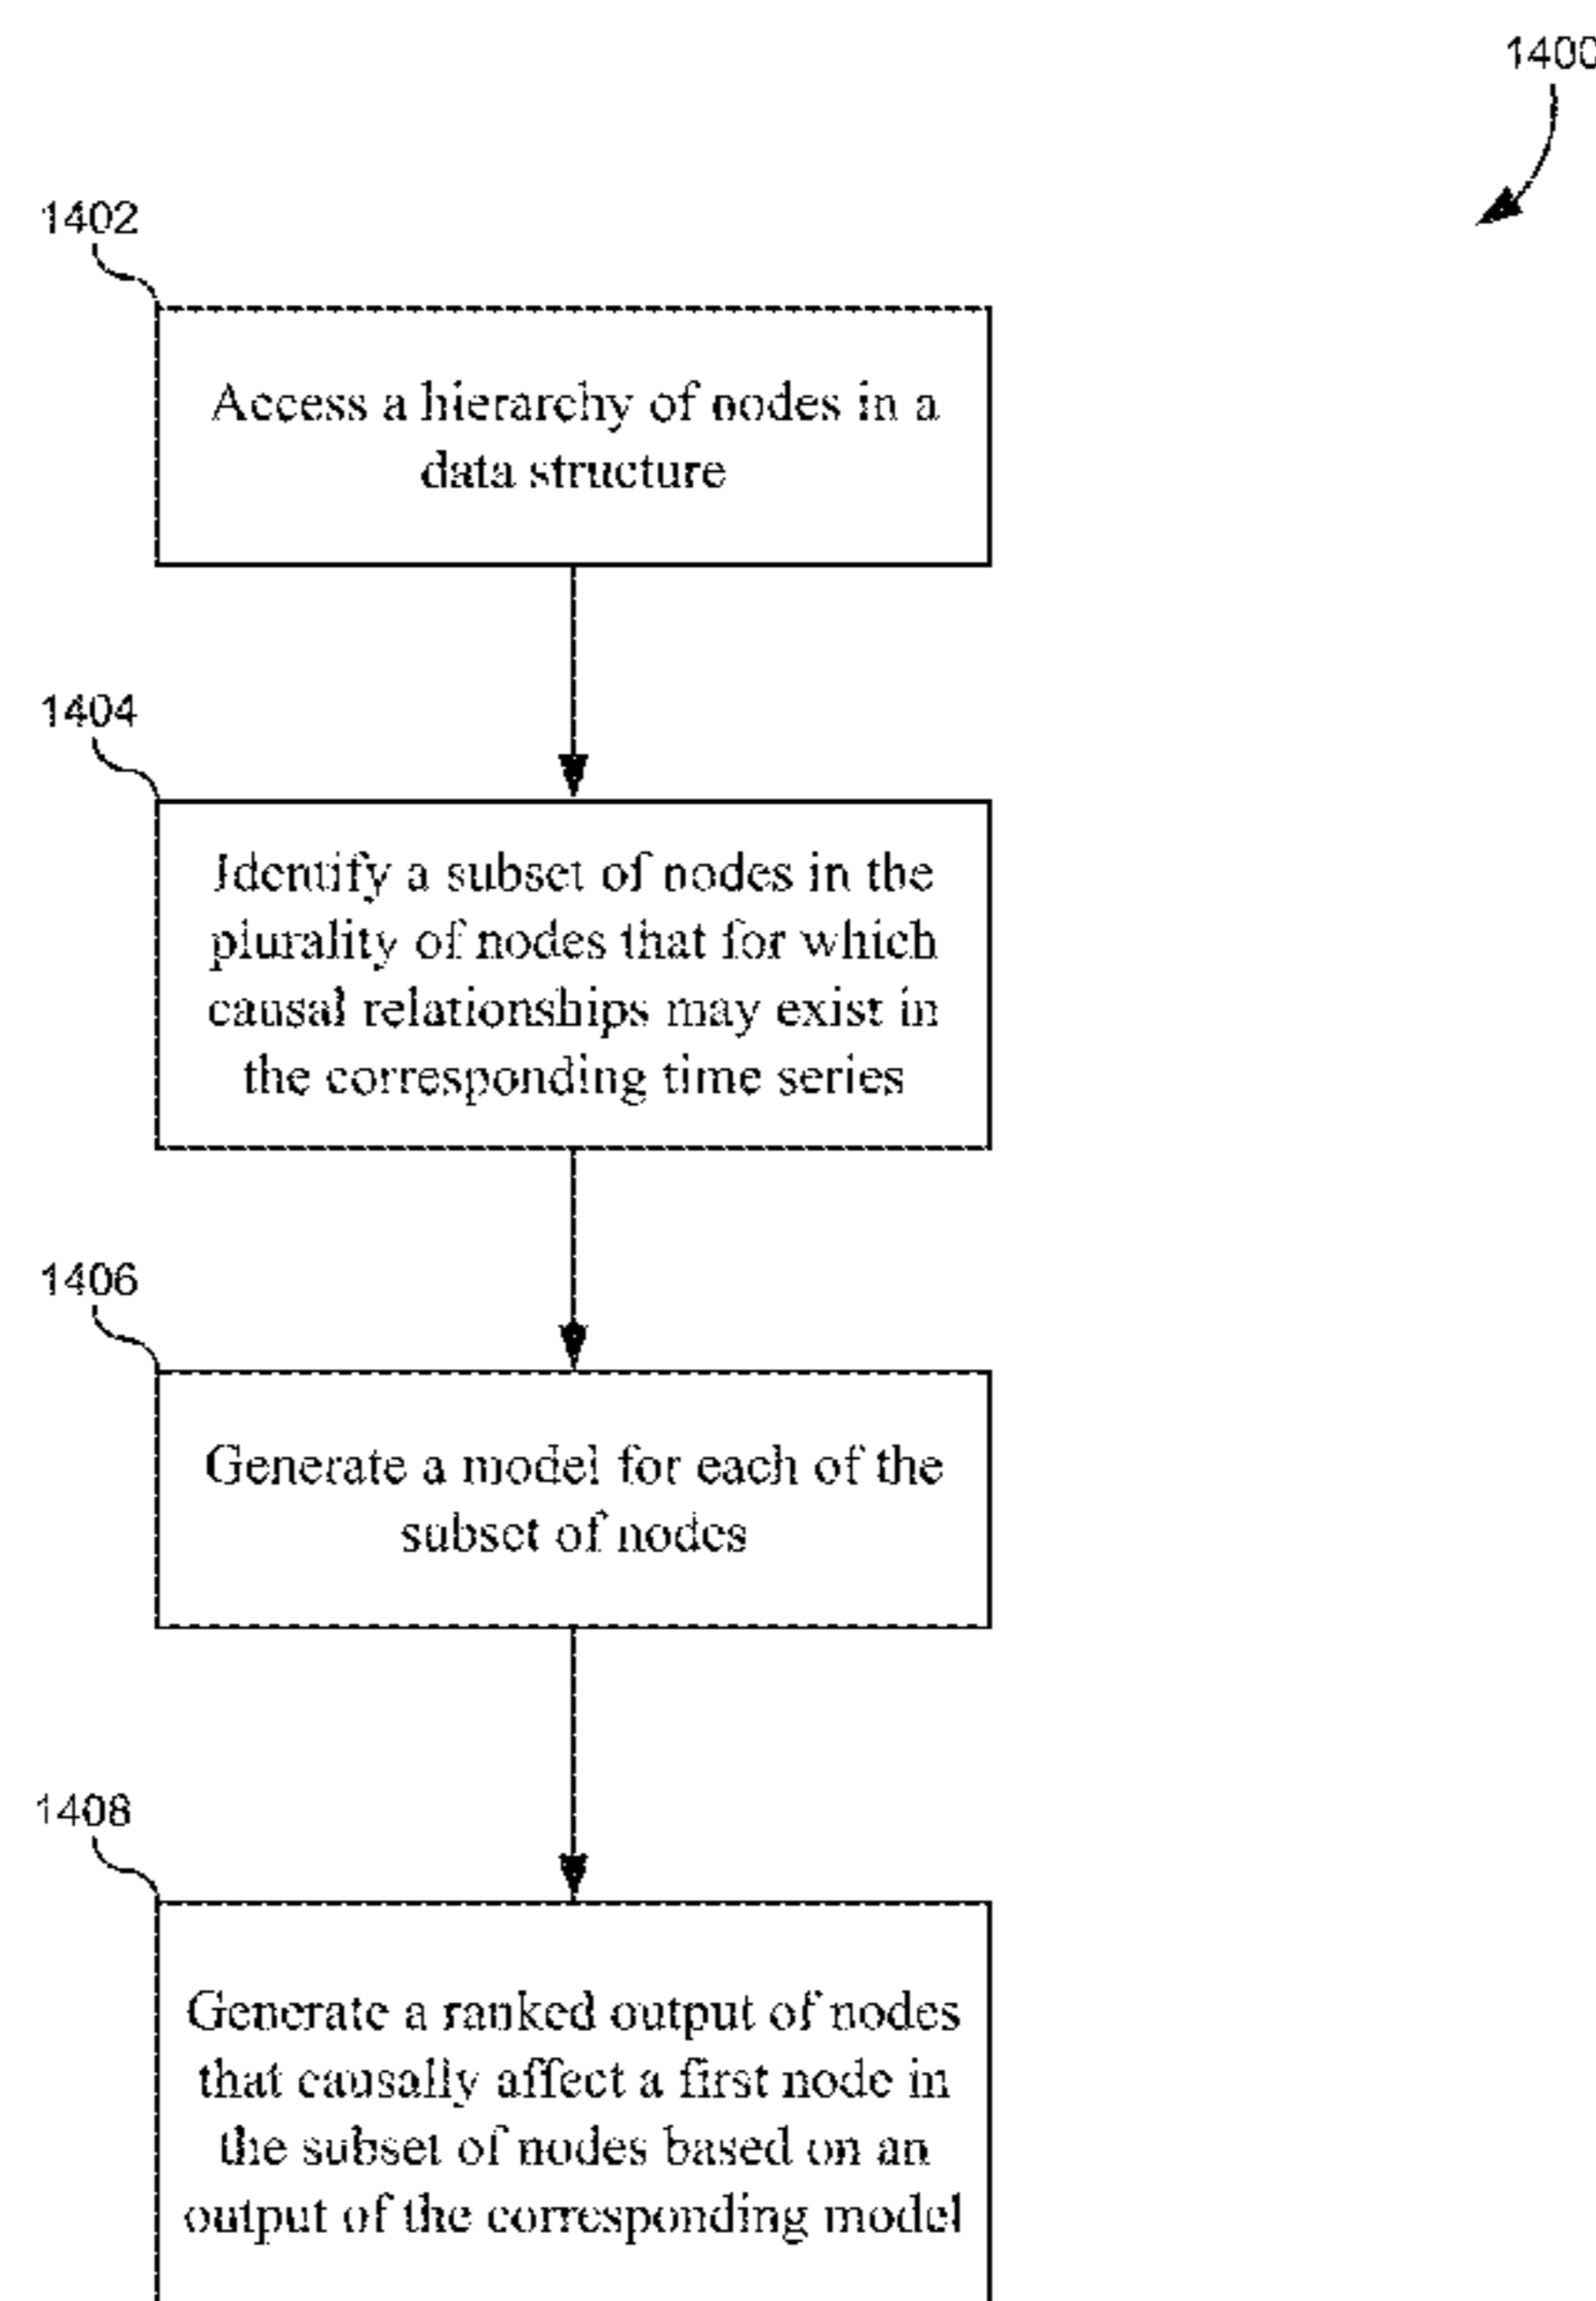 1400
1402
Access a hierarchy of nodes in a
data structure
1404
Identify a subset of nodes in the
plurality of nodes that for which
causal relationships may exist in
the corresponding time series
1406
Generate a model for each of the
subset of nodes
1408
Generate a ranked output of nodes
that causally affect a first node in
the subset of nodes based on an
output of the corresponding model